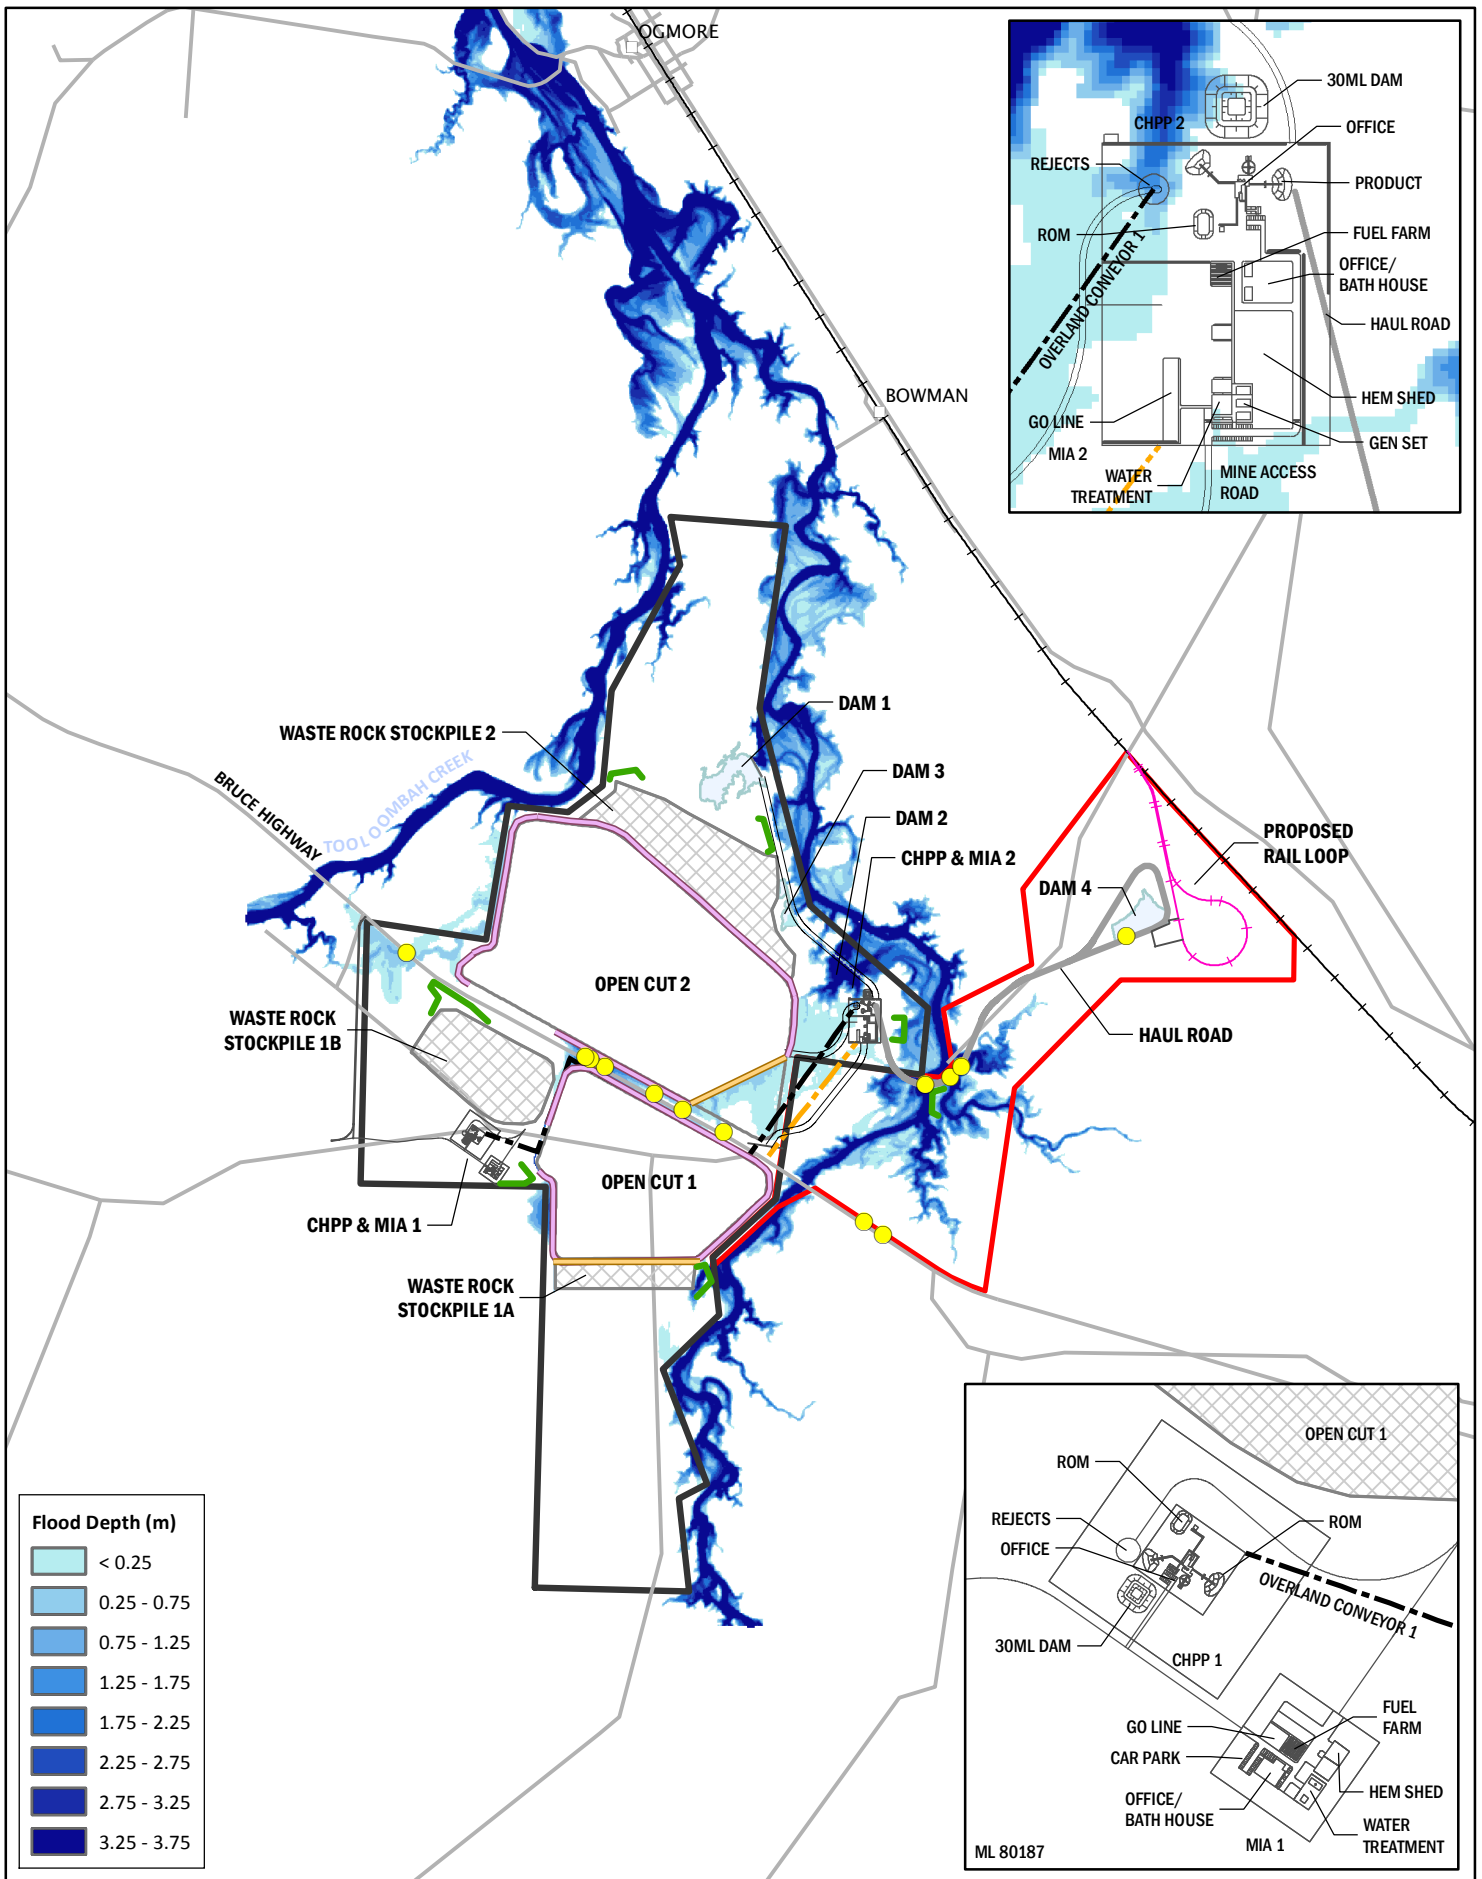 OGMORE
30ML DAM
CHPP 2
OFFICE
REJECTS
PRODUCT
ROM
FUEL FARM
OFFICE/
BATH HOUSE
OVERLAND CONVEYOR 1
HAUL ROAD
HEM SHED
GO LINE
GEN SET
MIA 2
WATER
TREATMENT
MINE ACCESS
ROAD
BOWMAN
DAM 1
WASTE ROCK STOCKPILE 2
TOOLOOMBAH CREEK
BRUCE HIGHWAY
DAM 3
DAM 2
CHPP & MIA 2
PROPOSED
RAIL LOOP
DAM 4
OPEN CUT 2
WASTE ROCK
STOCKPILE 1B
HAUL ROAD
OPEN CUT 1
CHPP & MIA 1
WASTE ROCK
STOCKPILE 1A
OPEN CUT 1
ROM
REJECTS
ROM
OFFICE
OVERLAND CONVEYOR 1
30ML DAM
CHPP 1
GO LINE
FUEL
FARM
CAR PARK
OFFICE/
BATH HOUSE
HEM SHED
WATER
TREATMENT
MIA 1
ML 80187
Flood Depth (m)
< 0.25
0.25 - 0.75
0.75 - 1.25
1.25 - 1.75
1.75 - 2.25
2.25 - 2.75
2.75 - 3.25
3.25 - 3.75